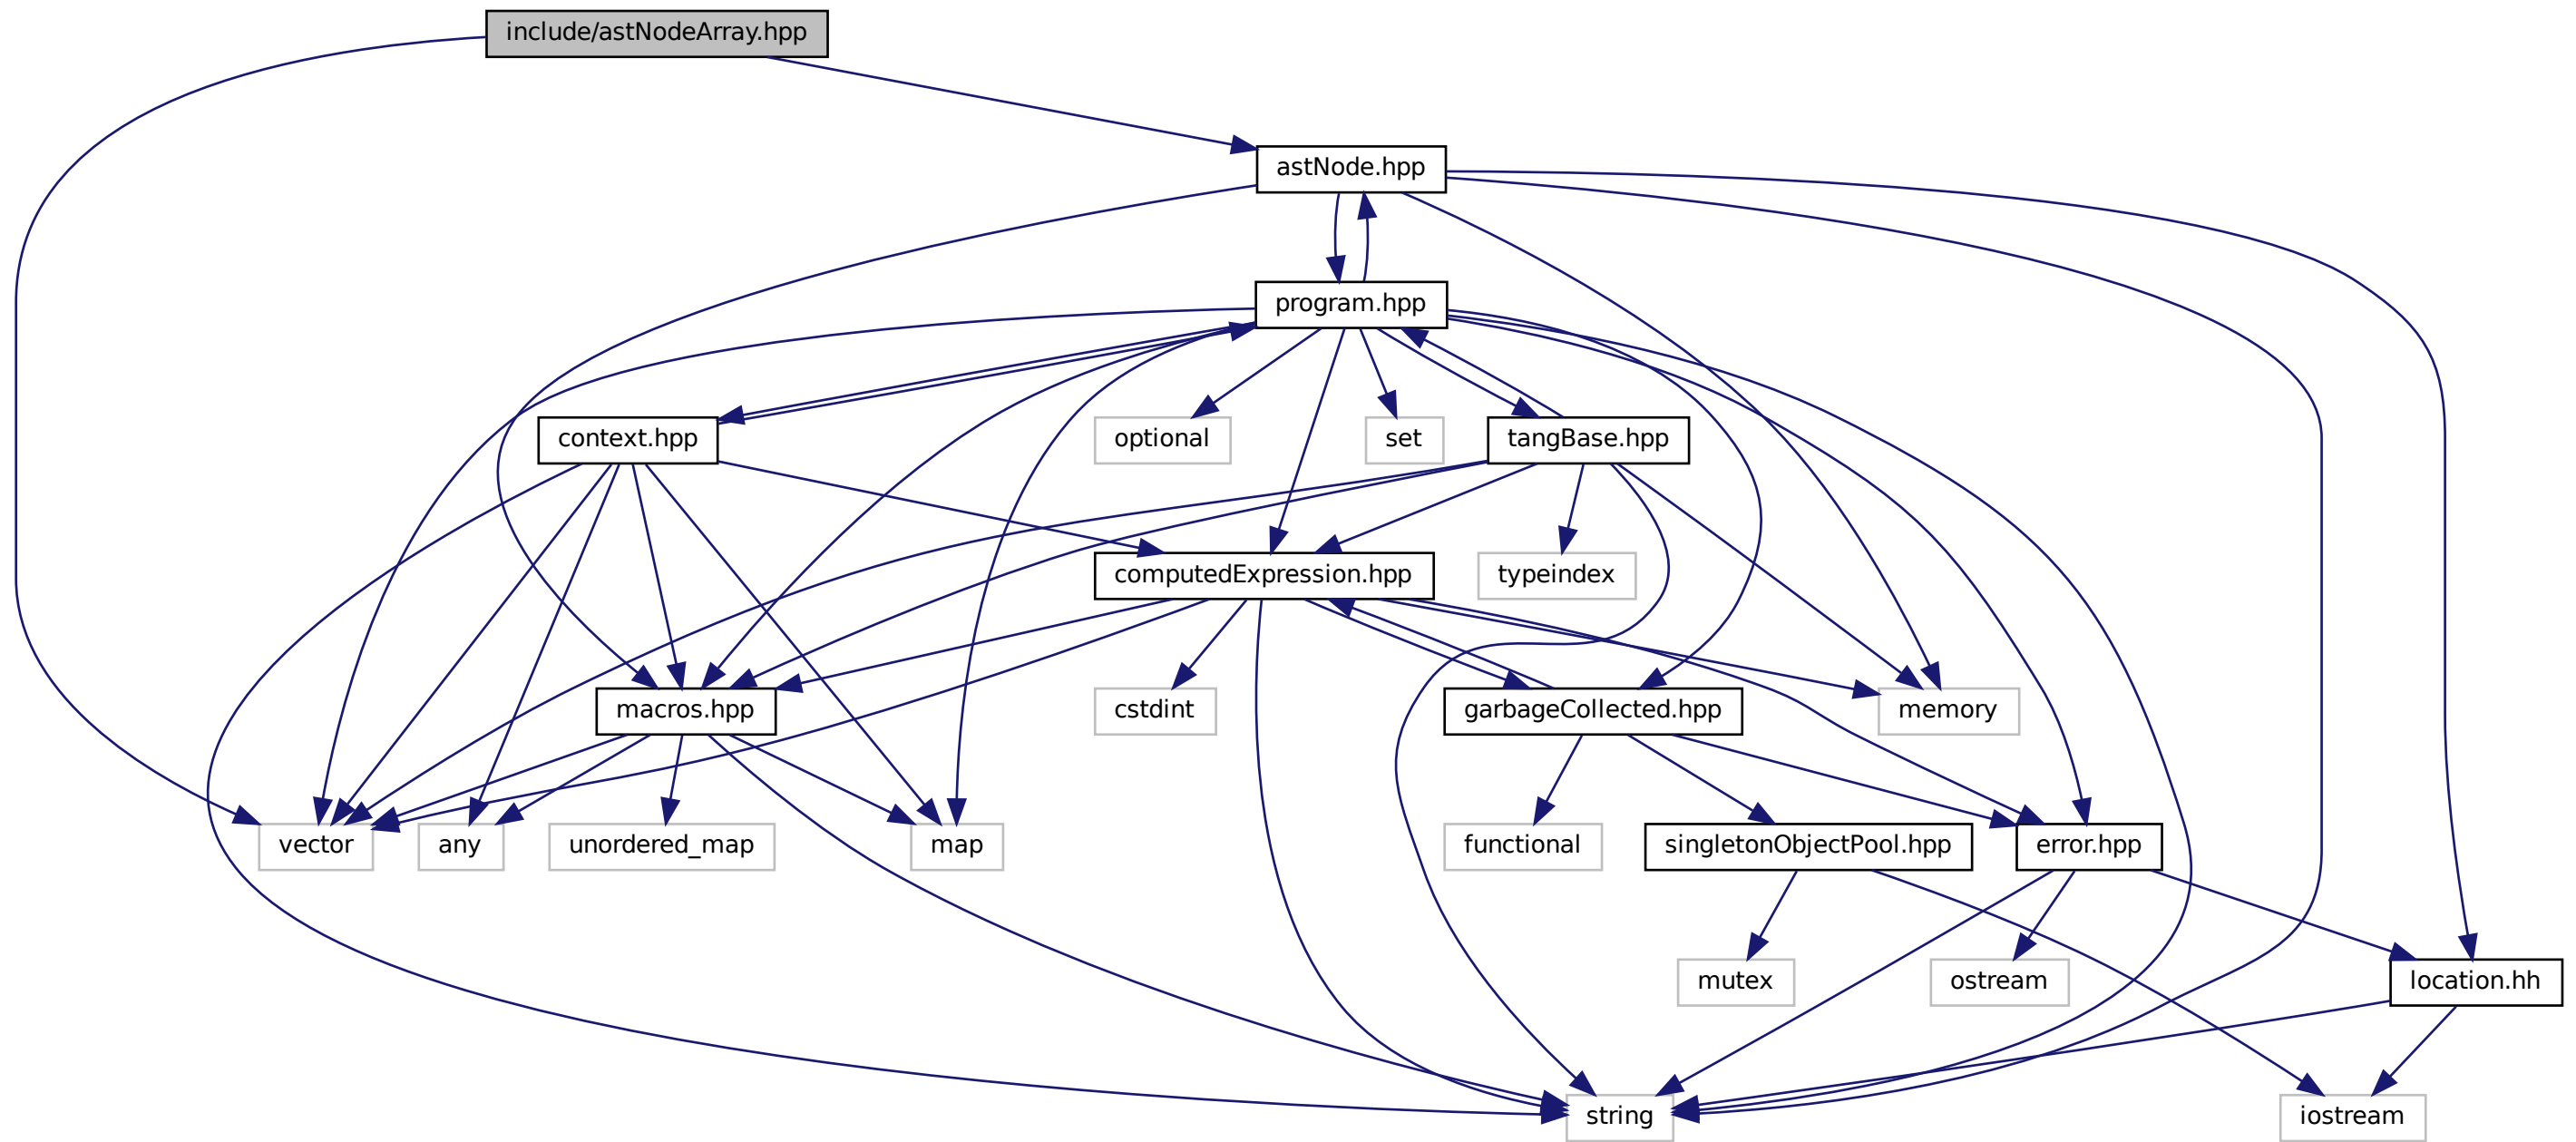 include/astNodeArray.hpp
astNode.hpp
program.hpp
context.hpp
optional
set
tangBase.hpp
computedExpression.hpp
typeindex
macros.hpp
cstdint
garbageCollected.hpp
memory
vector
any
unordered_map
map
functional
singletonObjectPool.hpp
error.hpp
mutex
ostream
location.hh
string
iostream